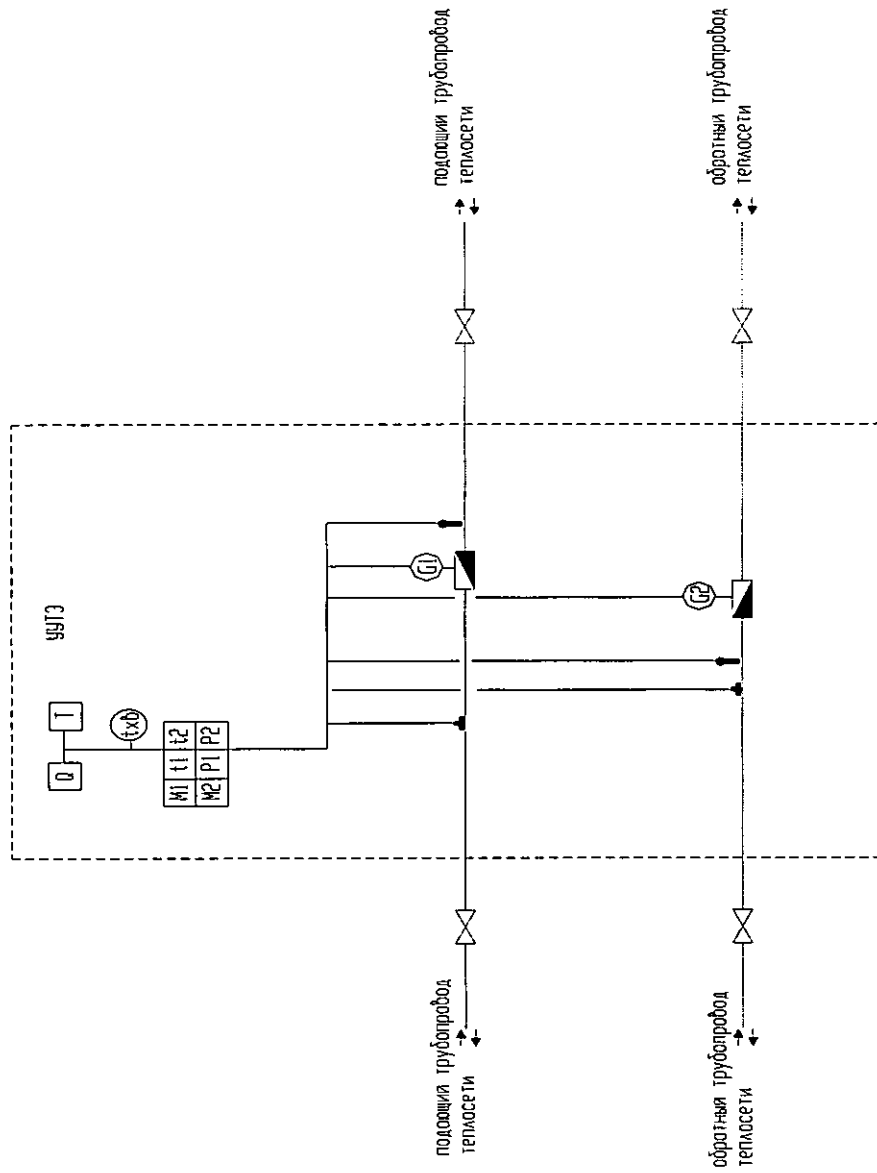 подающий трубопровод
теплосети
обратный трубопровод
теплосети
УУТЭ
Q
T
tхв
M1 t1 t2
M2 P1 P2
G1
G2
подающий трубопровод
теплосети
обратный трубопровод
теплосети